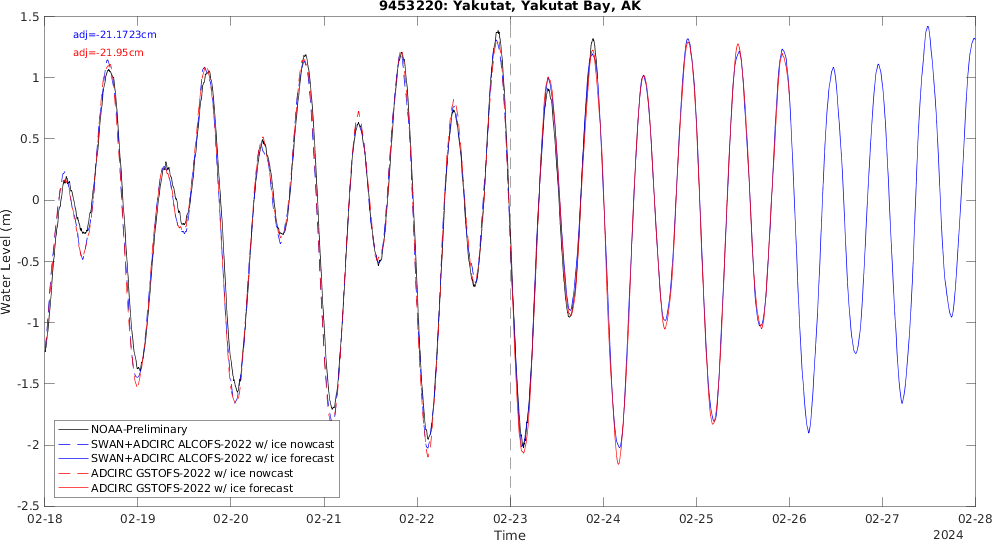 9453220: Yakutat, Yakutat Bay, AK
adj=-21.1723cm
adj=-21.95cm
1.5
1
0.5
0
-0.5
-1
-1.5
-2
-2.5
Water Level (m)
NOAA-Preliminary
SWAN+ADCIRC ALCOFS-2022 w/ ice nowcast
SWAN+ADCIRC ALCOFS-2022 w/ ice forecast
ADCIRC GSTOFS-2022 w/ ice nowcast
ADCIRC GSTOFS-2022 w/ ice forecast
02-18 02-19 02-20 02-21 02-22 02-23 02-24 02-25 02-26 02-27 02-28
Time
2024